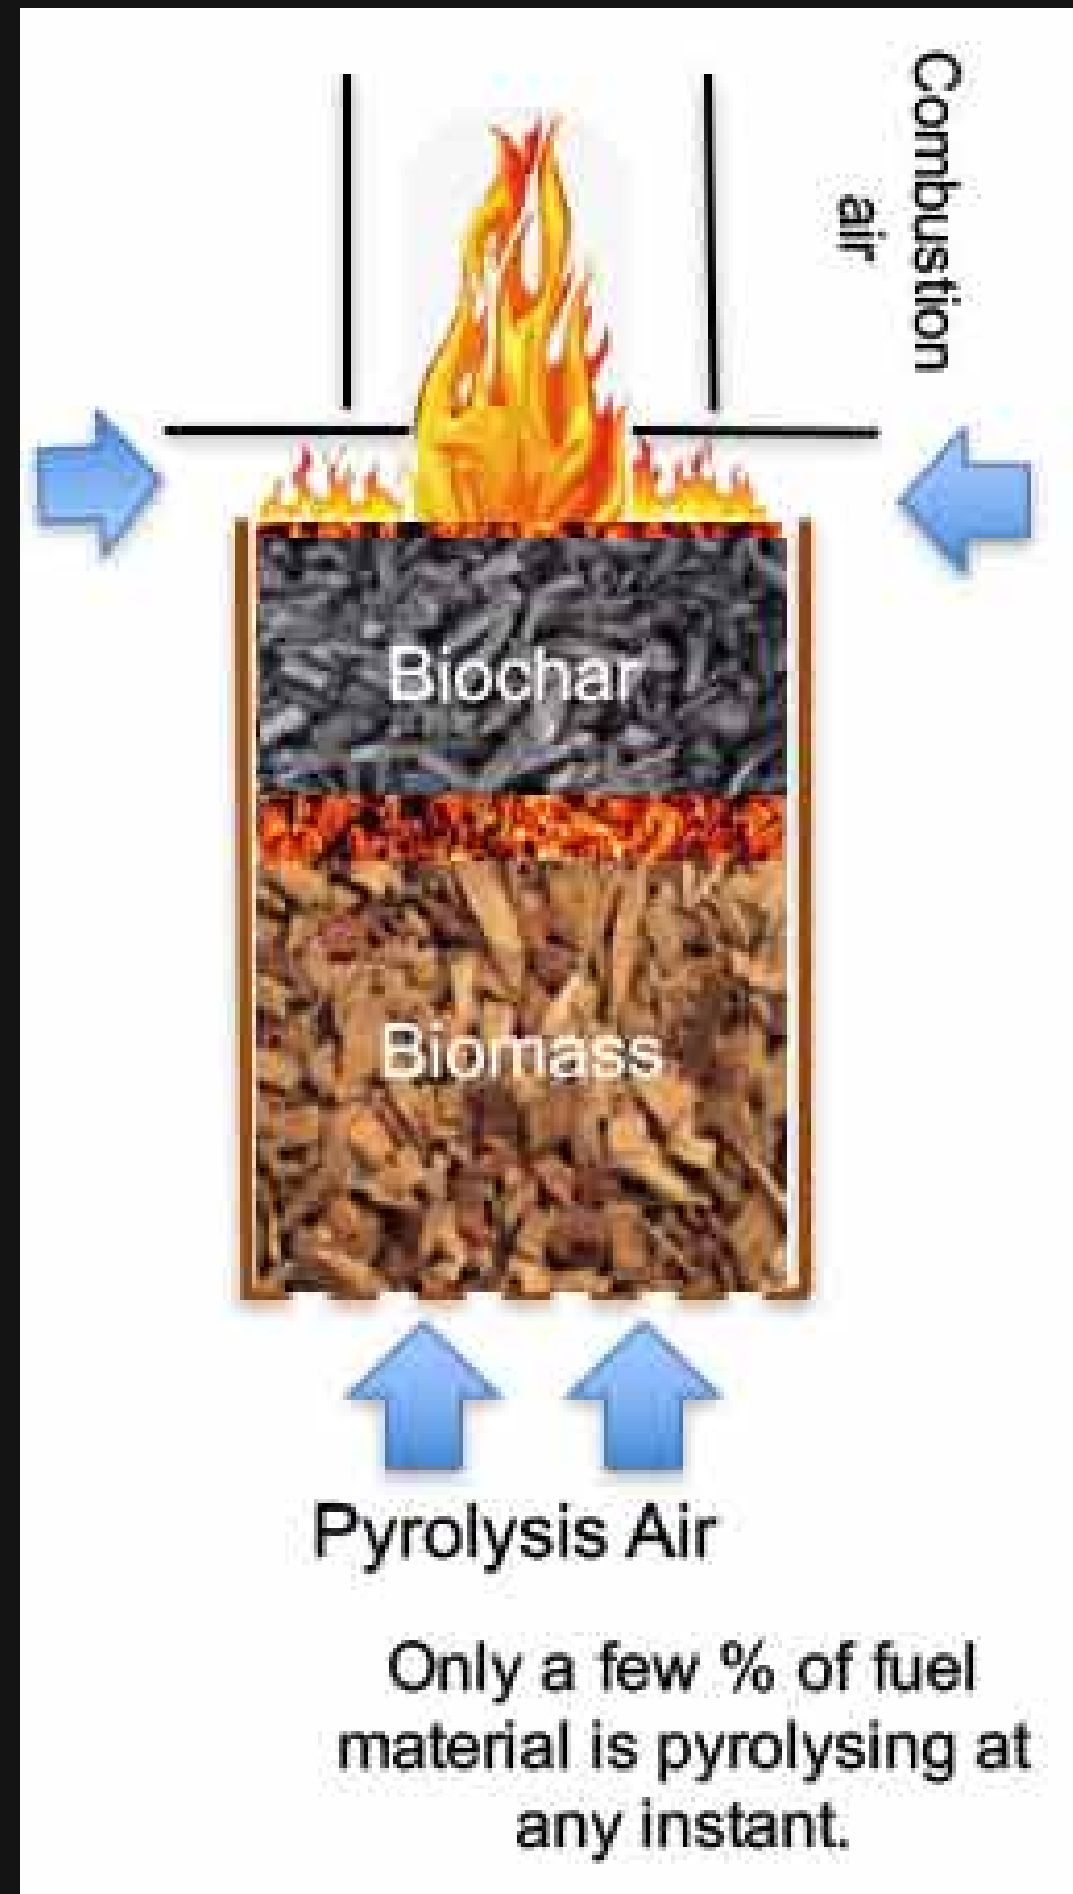 Combustion
air
Biochar
Biomass
Pyrolysis Air
Only a few % of fuel
material is pyrolysing at
any instant.